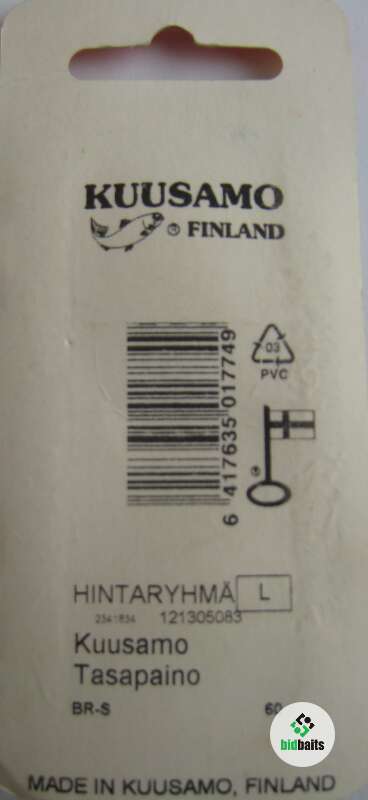 KUUSAMO
® FINLAND
6 417635 017749
03
PVC
HINTARYHMÄ L
2341834 121305083
Kuusamo
Tasapaino
BR-S 60
bidbaits
MADE IN KUUSAMO, FINLAND